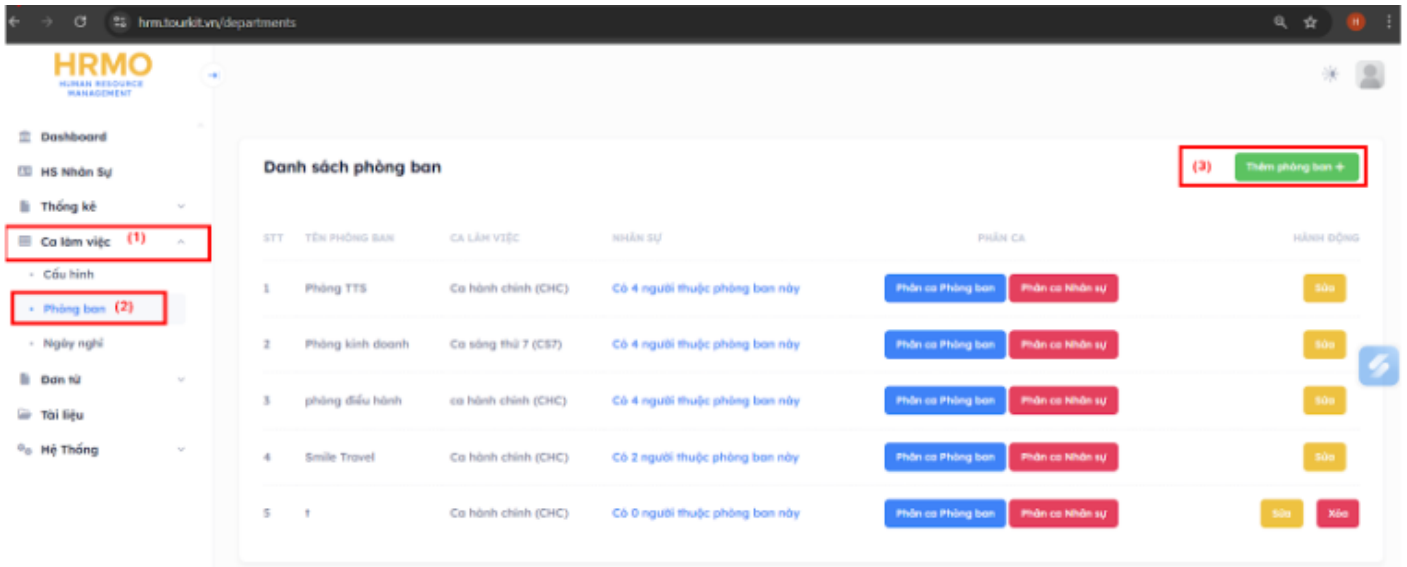 hrm.tourkit.vn/departments
H
HRMO
HUMAN RESOURCE
MANAGEMENT
Dashboard
HS Nhân Sự
Thống kê
Ca làm việc (1)
Cấu hình
Phòng ban (2)
Ngày nghỉ
Đơn từ
Tài liệu
Hệ Thống
Danh sách phòng ban
(3) Thêm phòng ban +
STT TÊN PHÒNG BAN CA LÀM VIỆC NHÂN SỰ PHÂN CA HÀNH ĐỘNG
1 Phòng TTS Ca hành chính (CHC) Có 4 người thuộc phòng ban này Phân ca Phòng ban Phân ca Nhân sự Sửa
2 Phòng kinh doanh Ca sáng thứ 7 (CS7) Có 4 người thuộc phòng ban này Phân ca Phòng ban Phân ca Nhân sự Sửa
3 phòng điều hành ca hành chính (CHC) Có 4 người thuộc phòng ban này Phân ca Phòng ban Phân ca Nhân sự Sửa
4 Smile Travel Ca hành chính (CHC) Có 2 người thuộc phòng ban này Phân ca Phòng ban Phân ca Nhân sự Sửa
5 t Ca hành chính (CHC) Có 0 người thuộc phòng ban này Phân ca Phòng ban Phân ca Nhân sự Sửa Xóa